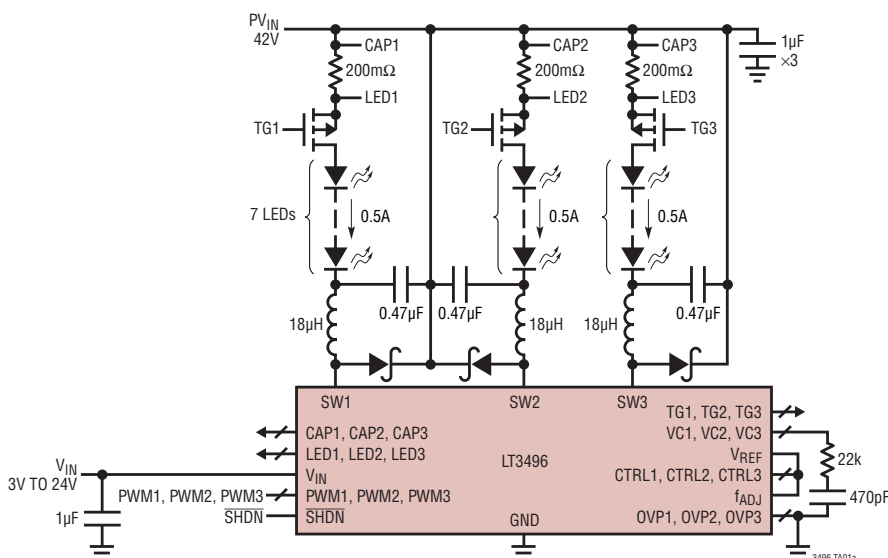 PVIN
42V
CAP1
CAP2
CAP3
1µF
×3
200mΩ
200mΩ
200mΩ
LED1
LED2
LED3
TG1
TG2
TG3
7 LEDs
0.5A
0.5A
0.5A
0.47µF
0.47µF
0.47µF
18µH
18µH
18µH
SW1
SW2
SW3
TG1, TG2, TG3
CAP1, CAP2, CAP3
VC1, VC2, VC3
LT3496
LED1, LED2, LED3
VREF
22k
VIN
3V TO 24V
VIN
CTRL1, CTRL2, CTRL3
PWM1, PWM2, PWM3
PWM1, PWM2, PWM3
fADJ
470pF
1µF
SHDN
SHDN
GND
OVP1, OVP2, OVP3
3496 TA01a